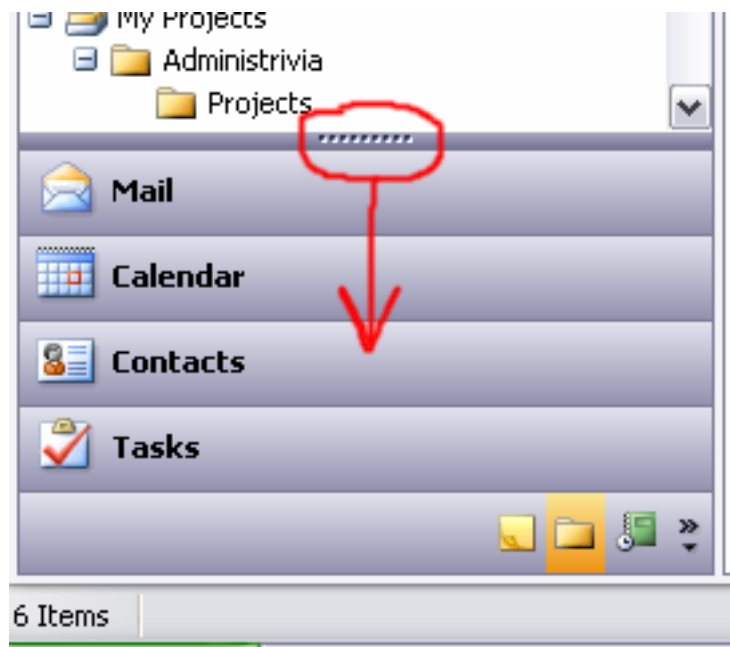 My Projects
Administrivia
Projects
Mail
Calendar
Contacts
Tasks
6 Items